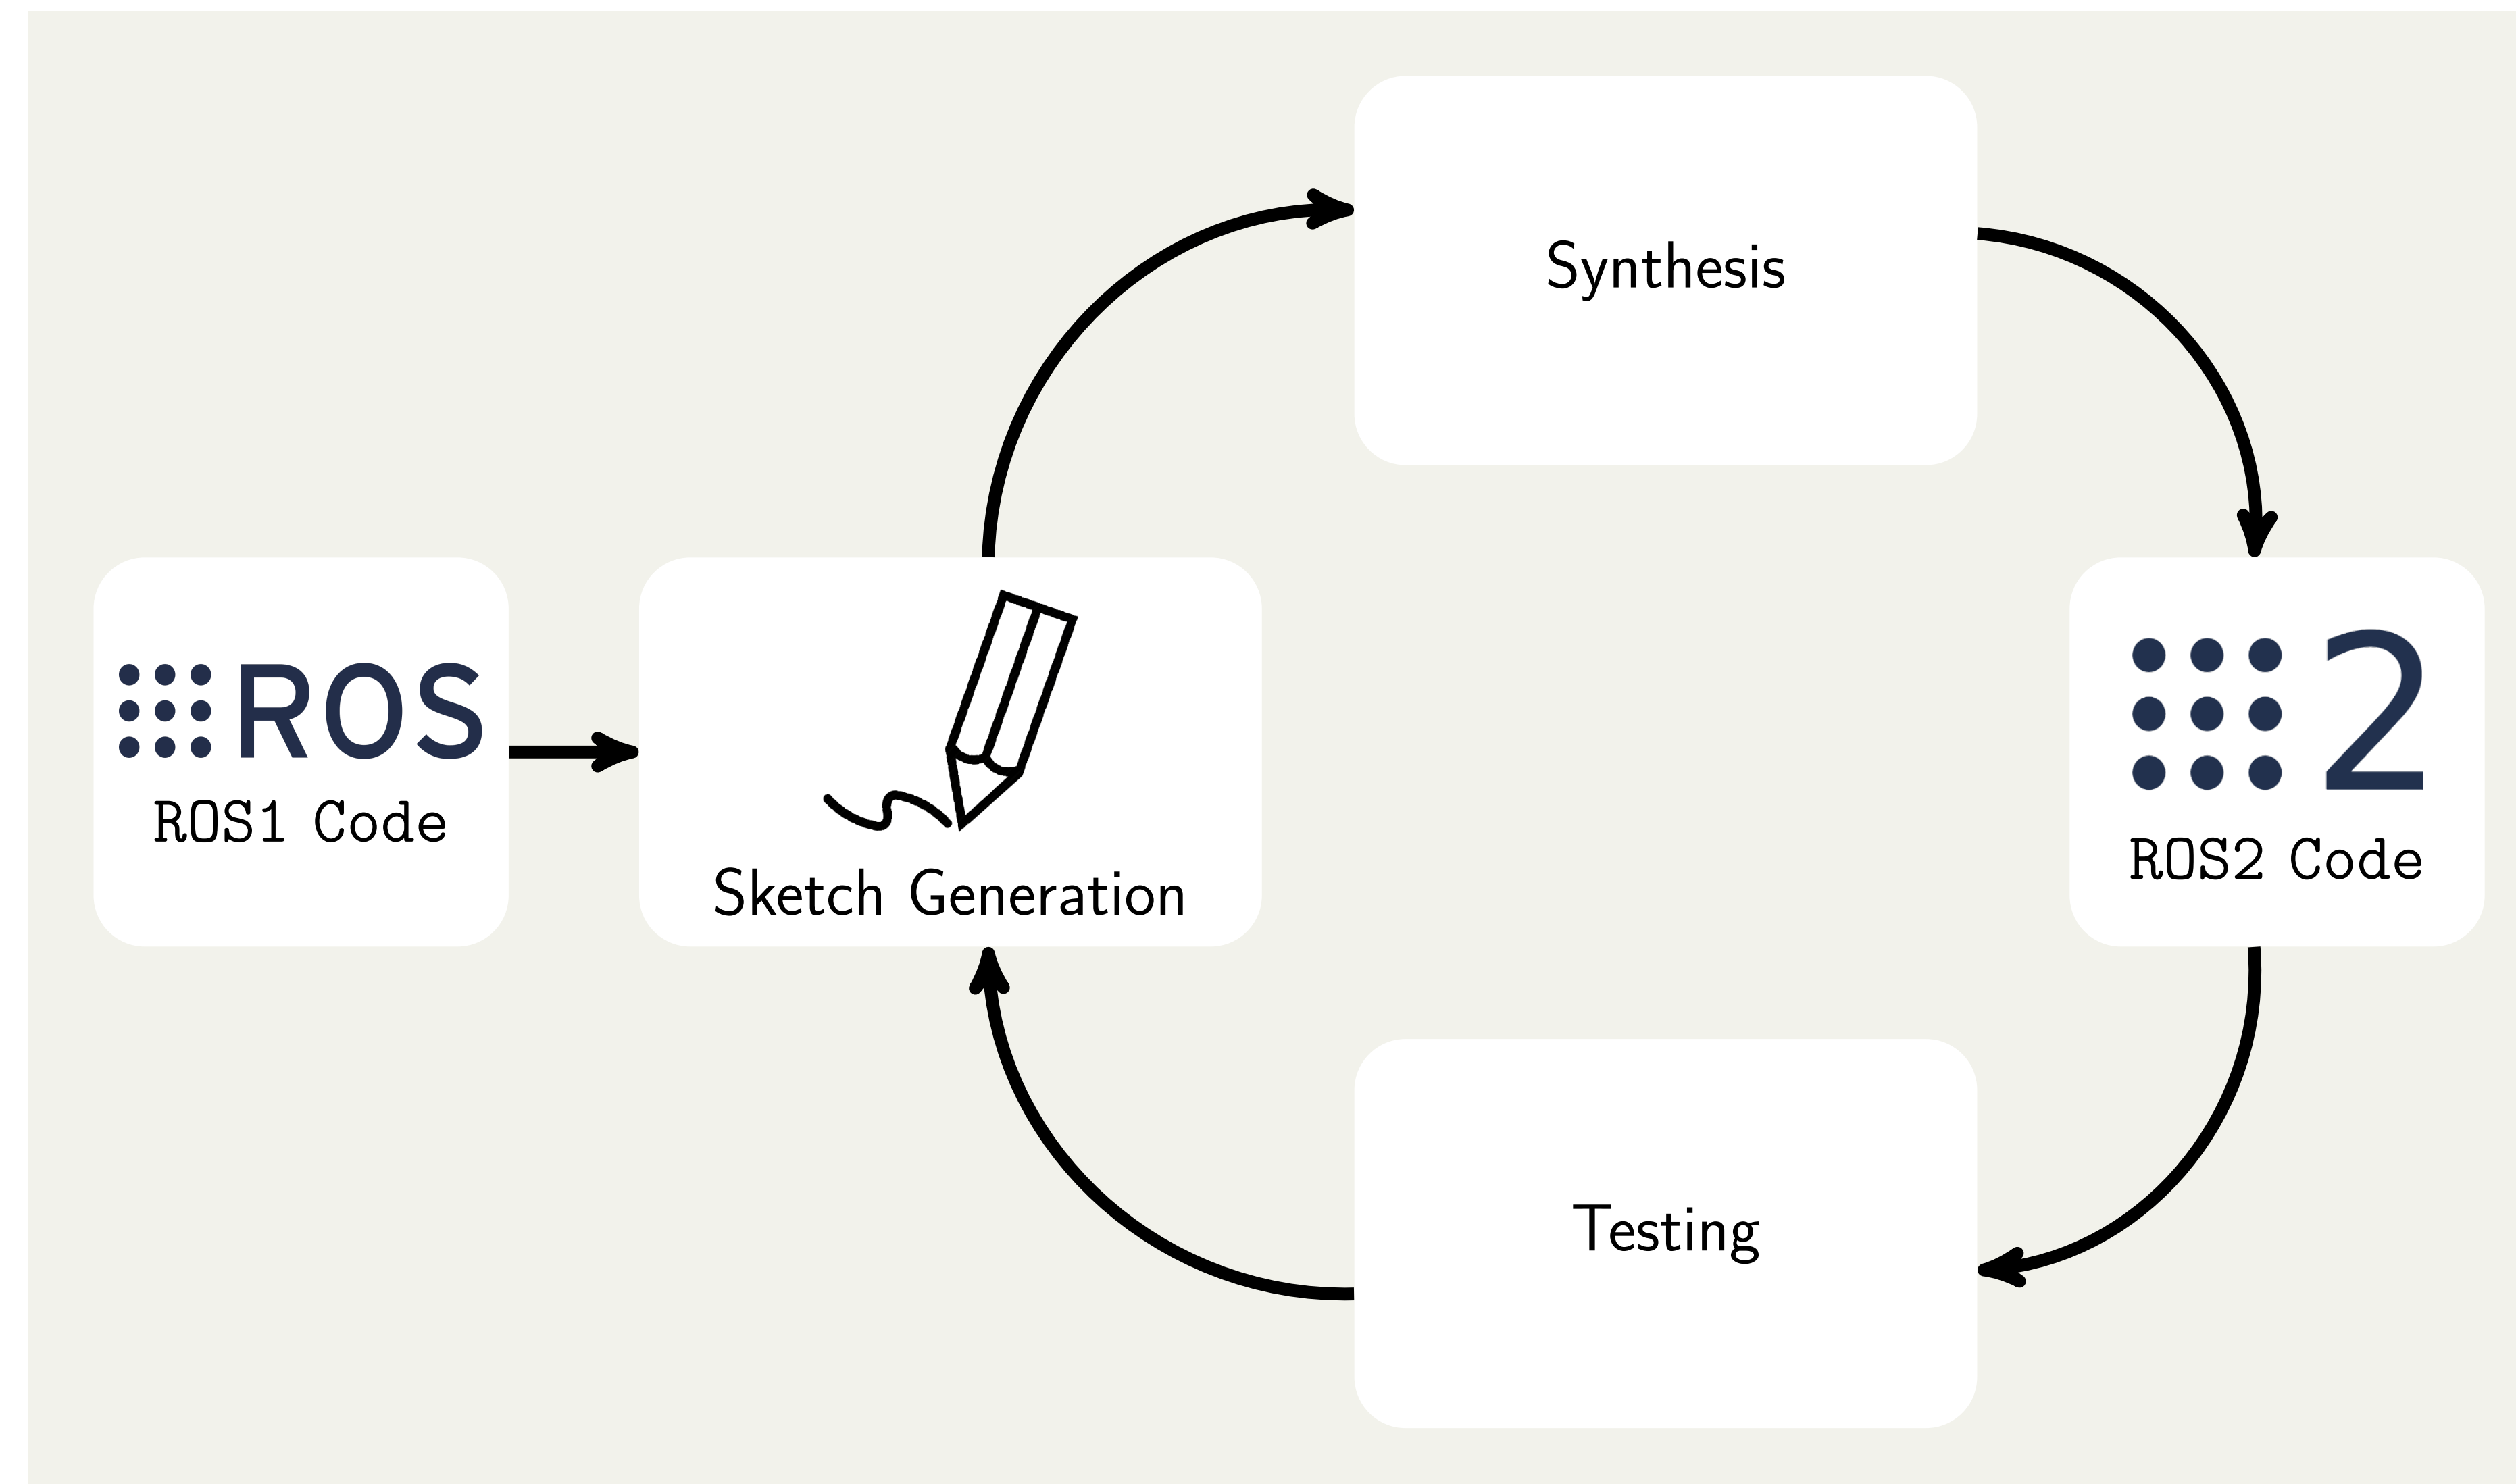 Synthesis
ROS
ROS1 Code
Sketch Generation
2
ROS2 Code
Testing